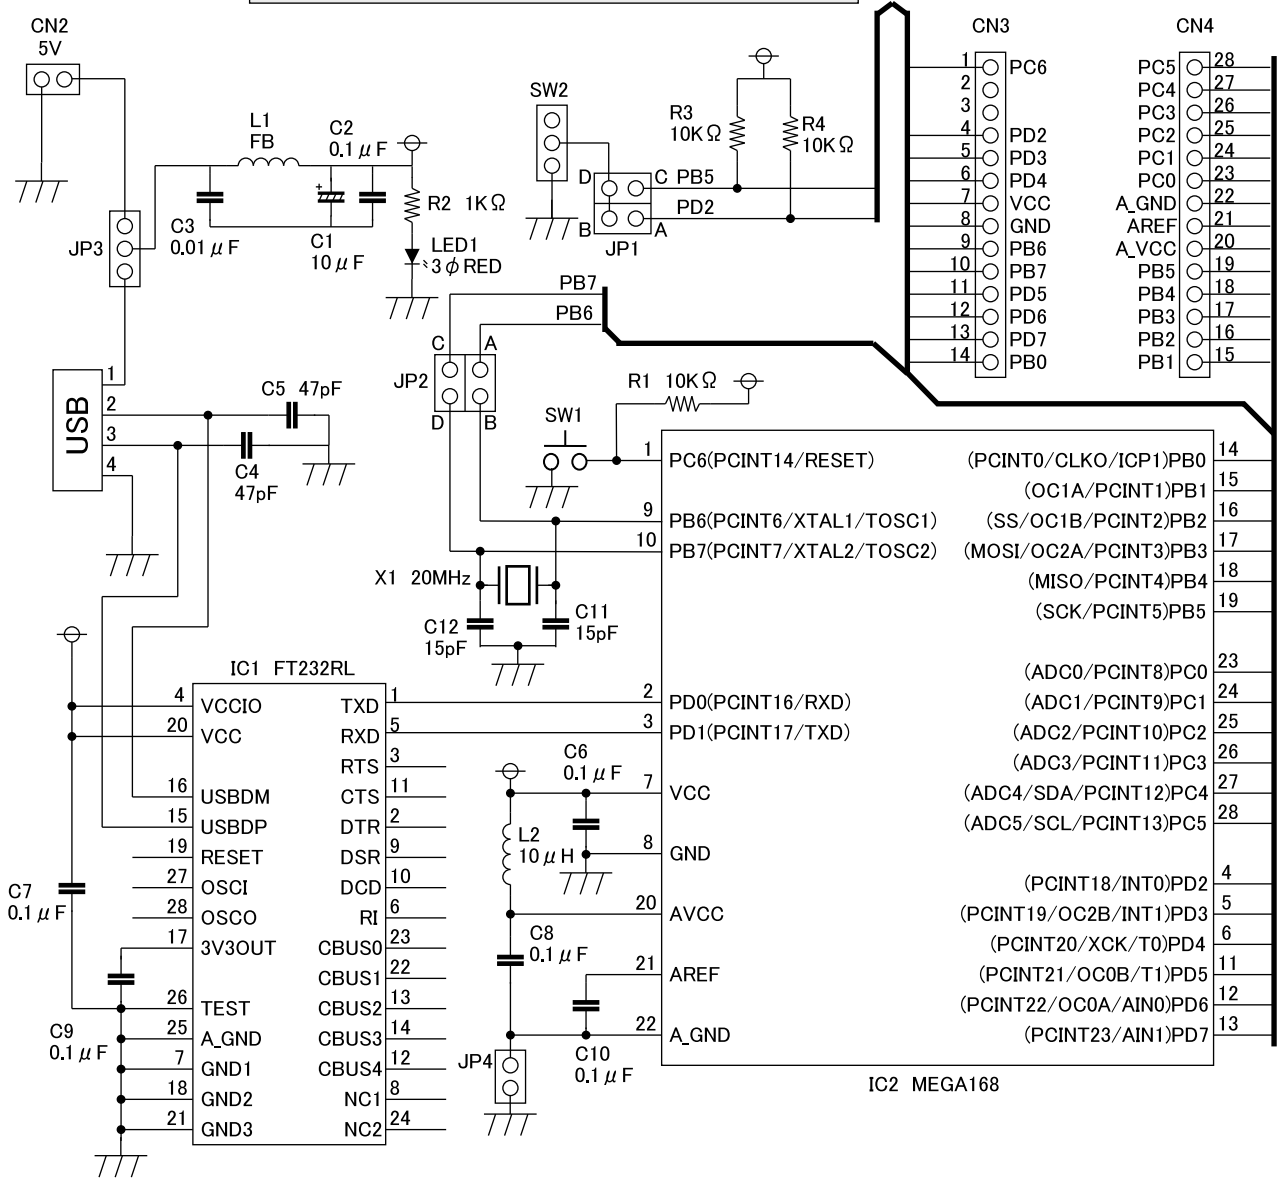 CN2
5V
L1
FB
C2
0.1μF
C3
0.01μF
C1
10μF
R2 1KΩ
LED1
3φRED
JP3
SW2
R3
10KΩ
R4
10KΩ
D
C PB5
PD2
B
A
JP1
CN3
1 PC6
2
3
4 PD2
5 PD3
6 PD4
7 VCC
8 GND
9 PB6
10 PB7
11 PD5
12 PD6
13 PD7
14 PB0
CN4
PC5 28
PC4 27
PC3 26
PC2 25
PC1 24
PC0 23
A_GND 22
AREF 21
A_VCC 20
PB5 19
PB4 18
PB3 17
PB2 16
PB1 15
PB7
PB6
C A
JP2
D B
USB
1
2
3
4
C5 47pF
C4
47pF
R1 10KΩ
SW1
X1 20MHz
C12
15pF
C11
15pF
1 PC6(PCINT14/RESET)
9 PB6(PCINT6/XTAL1/TOSC1)
10 PB7(PCINT7/XTAL2/TOSC2)
2 PD0(PCINT16/RXD)
3 PD1(PCINT17/TXD)
7 VCC
8 GND
20 AVCC
21 AREF
22 A_GND
(PCINT0/CLKO/ICP1)PB0 14
(OC1A/PCINT1)PB1 15
(SS/OC1B/PCINT2)PB2 16
(MOSI/OC2A/PCINT3)PB3 17
(MISO/PCINT4)PB4 18
(SCK/PCINT5)PB5 19
(ADC0/PCINT8)PC0 23
(ADC1/PCINT9)PC1 24
(ADC2/PCINT10)PC2 25
(ADC3/PCINT11)PC3 26
(ADC4/SDA/PCINT12)PC4 27
(ADC5/SCL/PCINT13)PC5 28
(PCINT18/INT0)PD2 4
(PCINT19/OC2B/INT1)PD3 5
(PCINT20/XCK/T0)PD4 6
(PCINT21/OC0B/T1)PD5 11
(PCINT22/OC0A/AIN0)PD6 12
(PCINT23/AIN1)PD7 13
IC2 MEGA168
C6
0.1μF
L2
10μH
C8
0.1μF
C10
0.1μF
JP4
IC1 FT232RL
4 VCCIO
20 VCC
16 USBDM
15 USBDP
19 RESET
27 OSCI
28 OSCO
17 3V3OUT
26 TEST
25 A_GND
7 GND1
18 GND2
21 GND3
TXD 1
RXD 5
RTS 3
CTS 11
DTR 2
DSR 9
DCD 10
RI 6
CBUS0 23
CBUS1 22
CBUS2 13
CBUS3 14
CBUS4 12
NC1 8
NC2 24
C7
0.1μF
C9
0.1μF